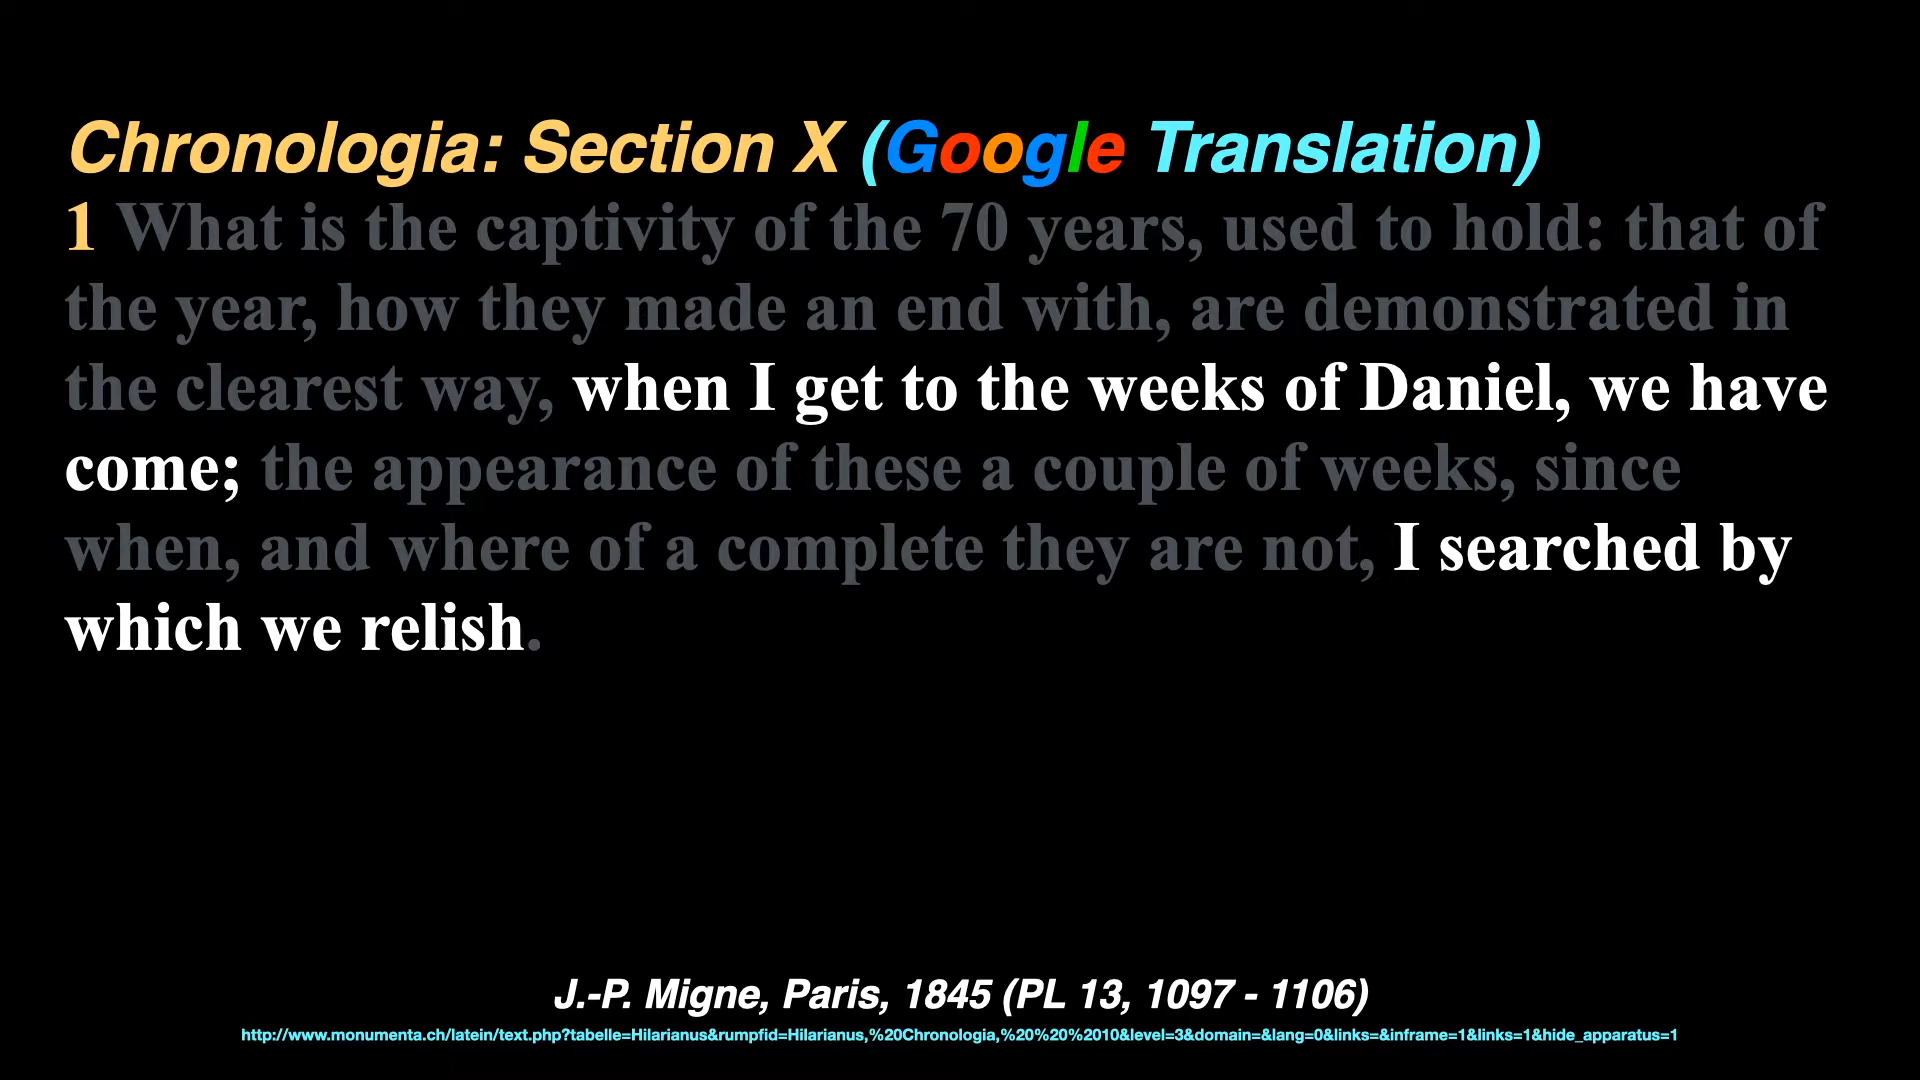 Chronologia: Section X (Google Translation)
1 What is the captivity of the 70 years, used to hold: that of
the year, how they made an end with, are demonstrated in
the clearest way, when I get to the weeks of Daniel, we have
come; the appearance of these a couple of weeks, since
when, and where of a complete they are not, I searched by
which we relish.
J.-P. Migne, Paris, 1845 (PL 13, 1097 - 1106)
http://www.monumenta.ch/latein/text.php?tabelle=Hilarianus&rumpfid=Hilarianus,%20Chronologia,%20%20%2010&level=3&domain=&lang=0&links=&inframe=1&links=1&hide_apparatus=1